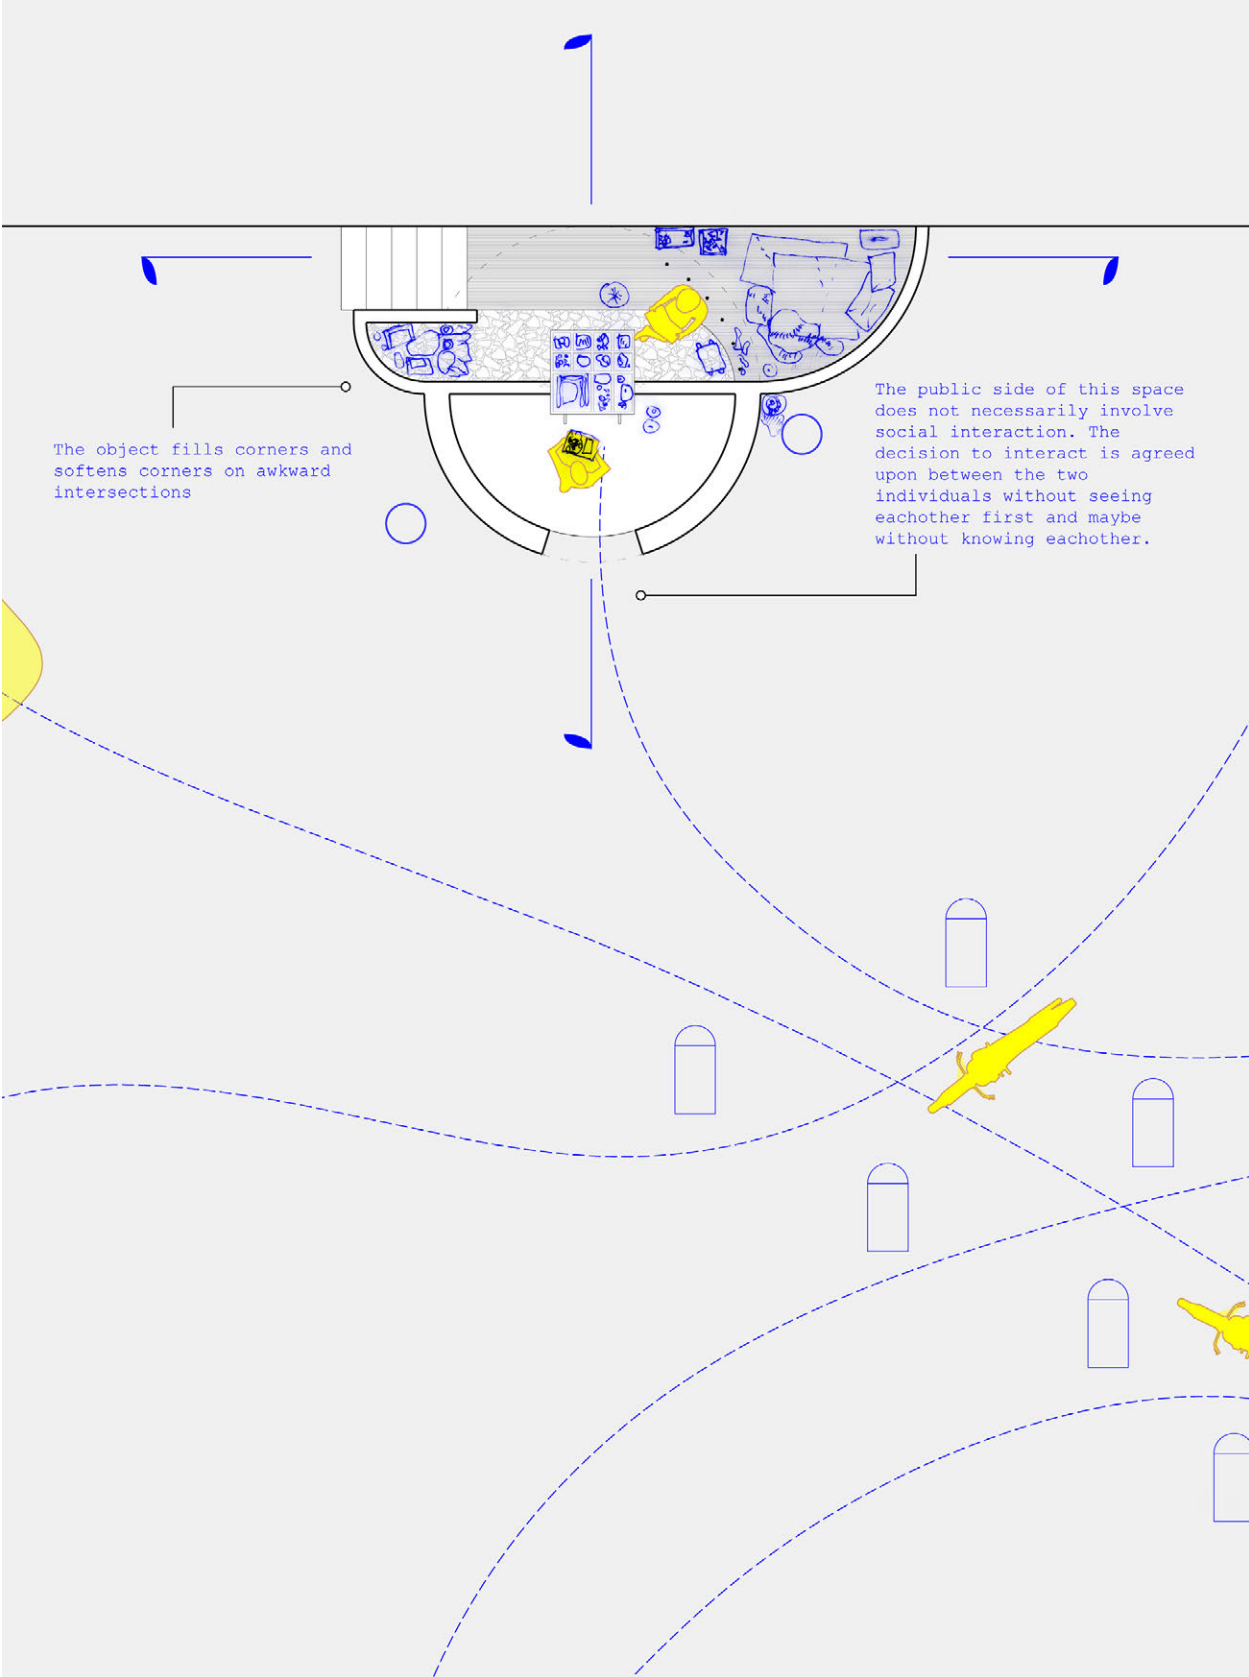 The object fills corners and
softens corners on awkward
intersections
The public side of this space
does not necessarily involve
social interaction. The
decision to interact is agreed
upon between the two
individuals without seeing
eachother first and maybe
without knowing eachother.